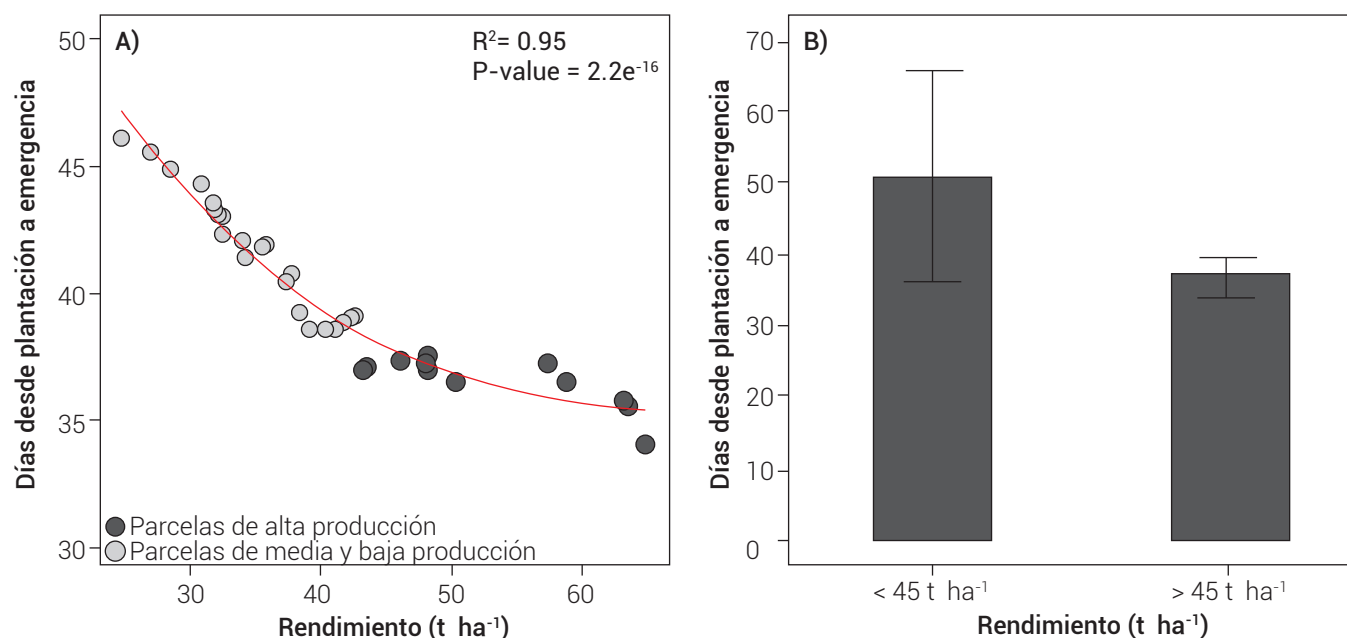 A)
R²= 0.95
P-value = 2.2e⁻¹⁶
Días desde plantación a emergencia
50
45
40
35
30
Parcelas de alta producción
Parcelas de media y baja producción
30 40 50 60
Rendimiento (t ha⁻¹)
B)
Días desde plantación a emergencia
70
60
50
40
30
20
10
0
< 45 t ha⁻¹ > 45 t ha⁻¹
Rendimiento (t ha⁻¹)